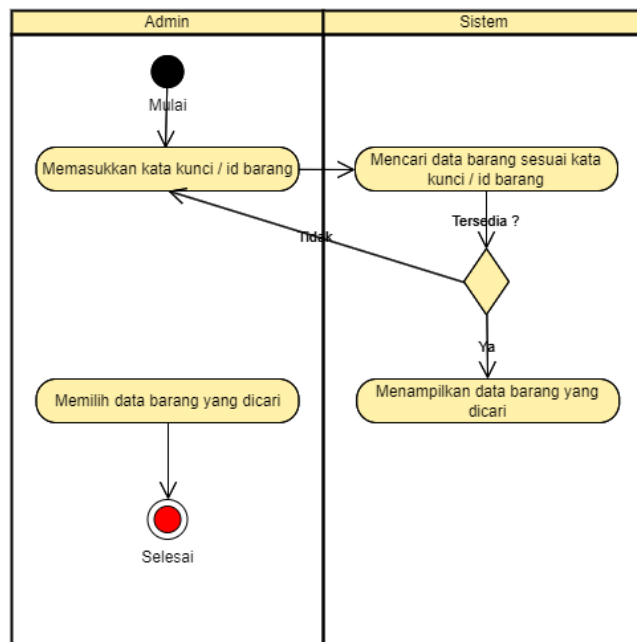 Admin
Sistem
Mulai
Memasukkan kata kunci / id barang
Mencari data barang sesuai kata
kunci / id barang
Tersedia ?
Tidak
Ya
Memilih data barang yang dicari
Menampilkan data barang yang
dicari
Selesai